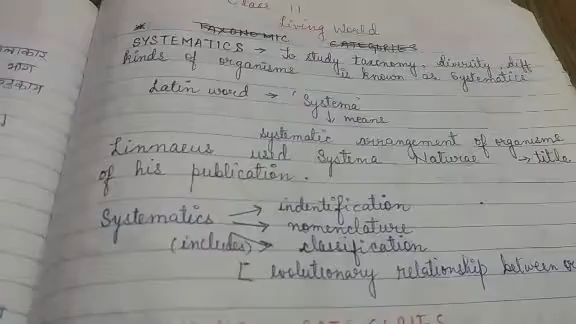 Class 11
Living World
* TAXONOMIC CATEGORIES
SYSTEMATICS → To study taxonomy, diversity, diff
kinds of organisms is known as Systematics
Latin word → 'Systema
↓ means
systematic arrangement of organisms
Linnaeus used Systema Naturae → title
of his publication.
Systematics → indentification
→ nomenclature
(includes) → classification
[ evolutionary relationship between or
लाकार
भाग